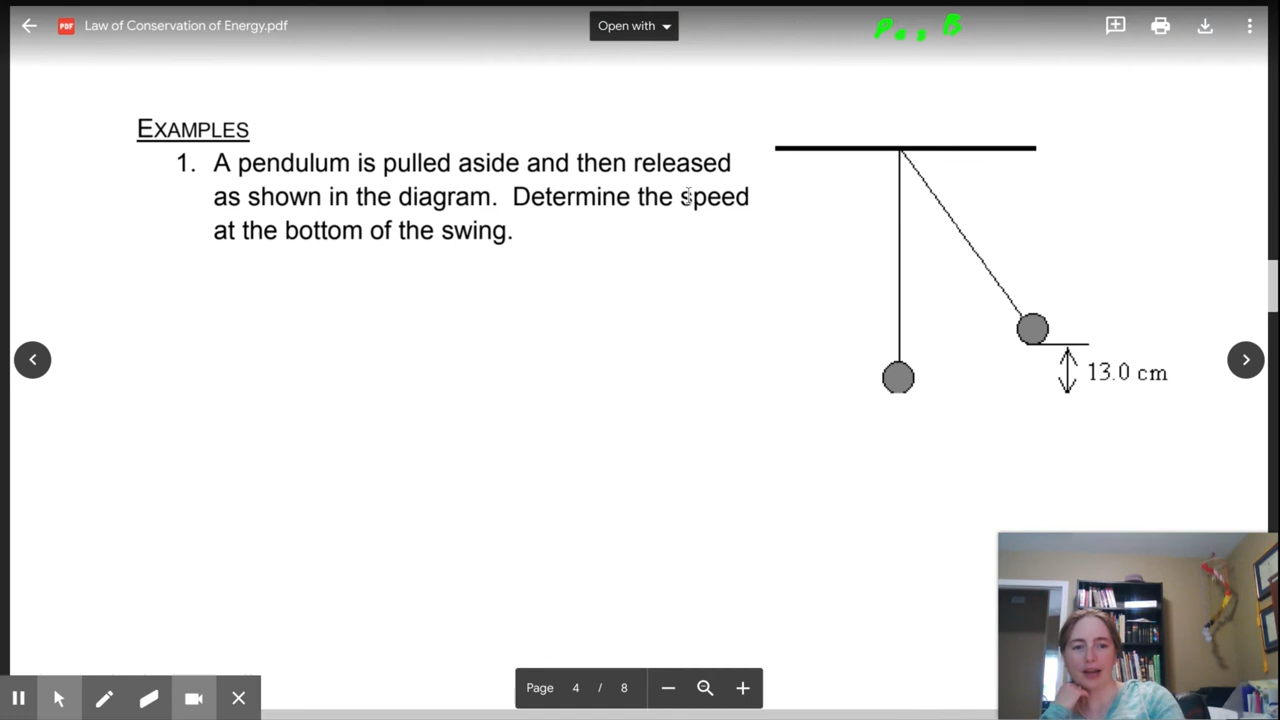 Law of Conservation of Energy.pdf
Open with
P., B
EXAMPLES
1. A pendulum is pulled aside and then released
as shown in the diagram. Determine the speed
at the bottom of the swing.
13.0 cm
Page 4 / 8